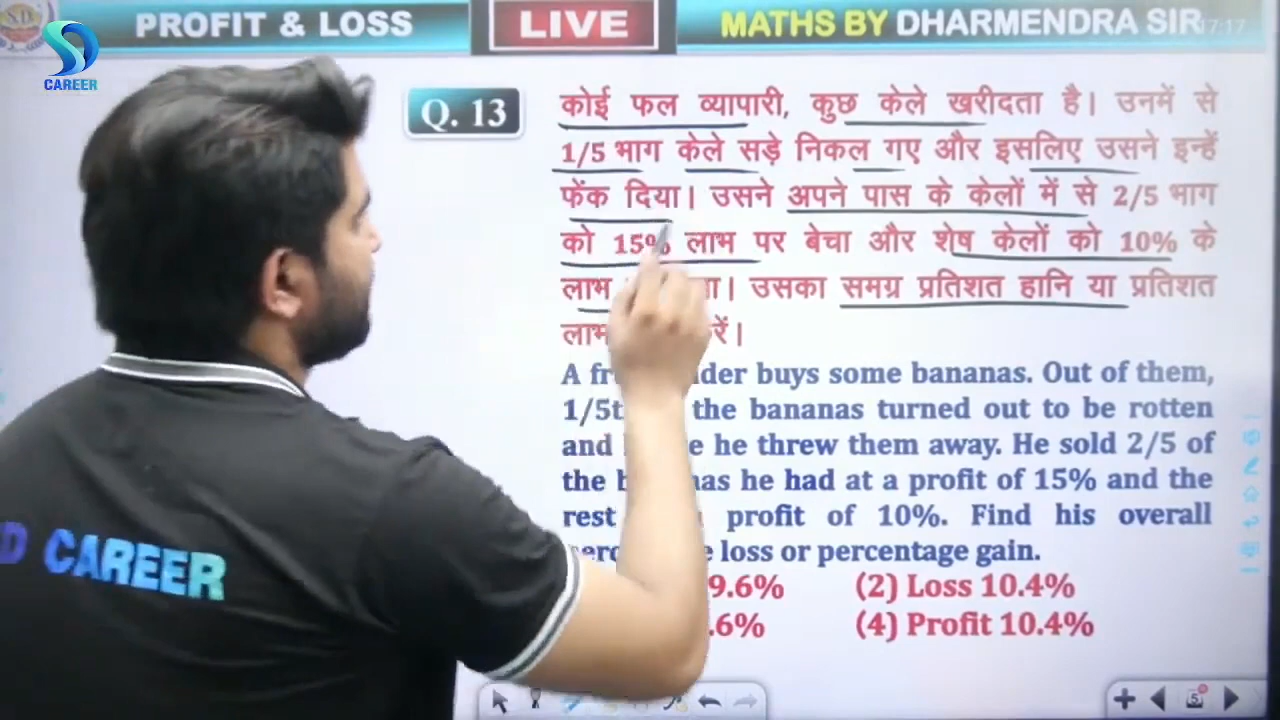 PROFIT & LOSS
LIVE
MATHS BY DHARMENDRA SIR
17:17
S.D.
CAREER
Q. 13
कोई फल व्यापारी, कुछ केले खरीदता है। उनमें से
1/5 भाग केले सड़े निकल गए और इसलिए उसने इन्हें
फेंक दिया। उसने अपने पास के केलों में से 2/5 भाग
को 15% लाभ पर बेचा और शेष केलों को 10% के
लाभ उसका समग्र प्रतिशत हानि या प्रतिशत
लाभ
A buys some bananas. Out of them,
1/5 the bananas turned out to be rotten
and he threw them away. He sold 2/5 of
the he had at a profit of 15% and the
rest profit of 10%. Find his overall
loss or percentage gain.
9.6% (2) Loss 10.4%
.6% (4) Profit 10.4%
CAREER
5